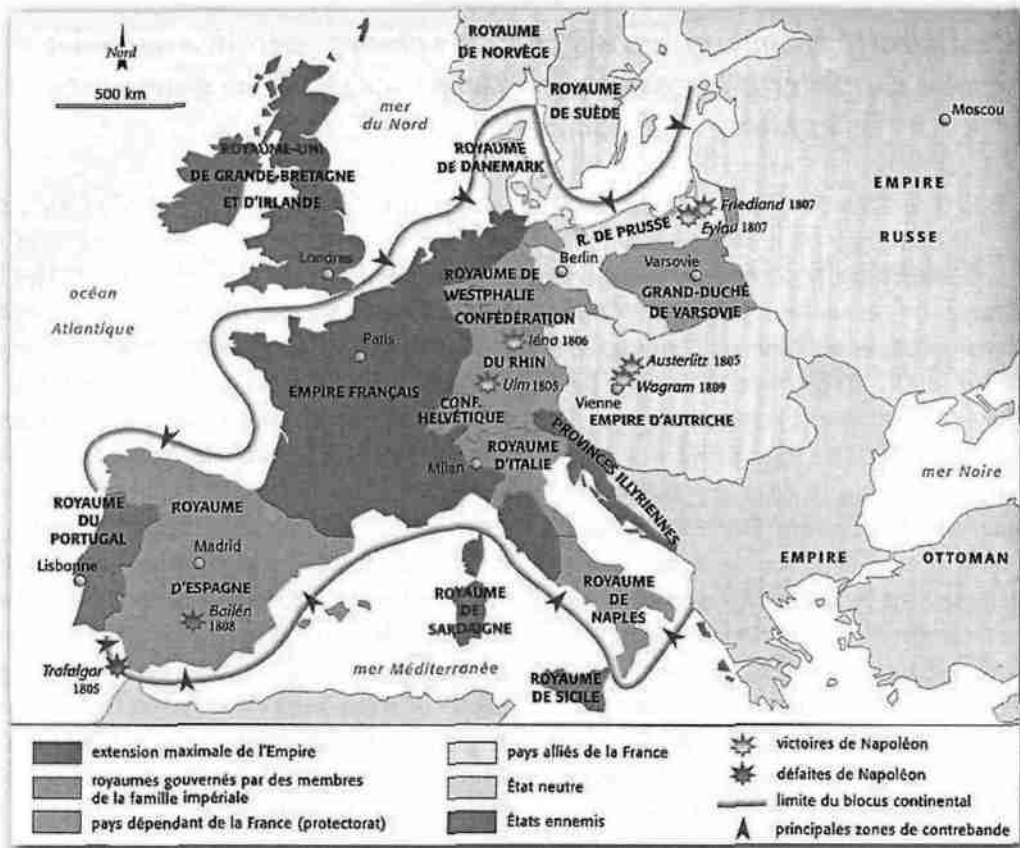 Nord
500 km
ROYAUME
DE NORVÈGE
ROYAUME
DE SUÈDE
mer
du Nord
ROYAUME
DE DANEMARK
Moscou
EMPIRE
RUSSE
ROYAUME-UNI
DE GRANDE-BRETAGNE
ET D'IRLANDE
Londres
Friedland 1807
Eylau 1807
R. DE PRUSSE
Berlin
Varsovie
GRAND-DUCHÉ
DE VARSOVIE
océan
Atlantique
ROYAUME DE
WESTPHALIE
CONFÉDÉRATION
DU RHIN
Iéna 1806
Ulm 1805
Paris
EMPIRE FRANÇAIS
CONF.
HELVÉTIQUE
Austerlitz 1805
Wagram 1809
Vienne
EMPIRE D'AUTRICHE
Milan
ROYAUME
D'ITALIE
PROVINCES ILLYRIENNES
mer Noire
ROYAUME
DU
PORTUGAL
Lisbonne
ROYAUME
Madrid
D'ESPAGNE
Bailén
1808
Trafalgar
1805
ROYAUME
DE
SARDAIGNE
ROYAUME
DE
NAPLES
EMPIRE OTTOMAN
mer Méditerranée
ROYAUME
DE SICILE
extension maximale de l'Empire
royaumes gouvernés par des membres
de la famille impériale
pays dépendant de la France (protectorat)
pays alliés de la France
État neutre
États ennemis
victoires de Napoléon
défaites de Napoléon
limite du blocus continental
principales zones de contrebande